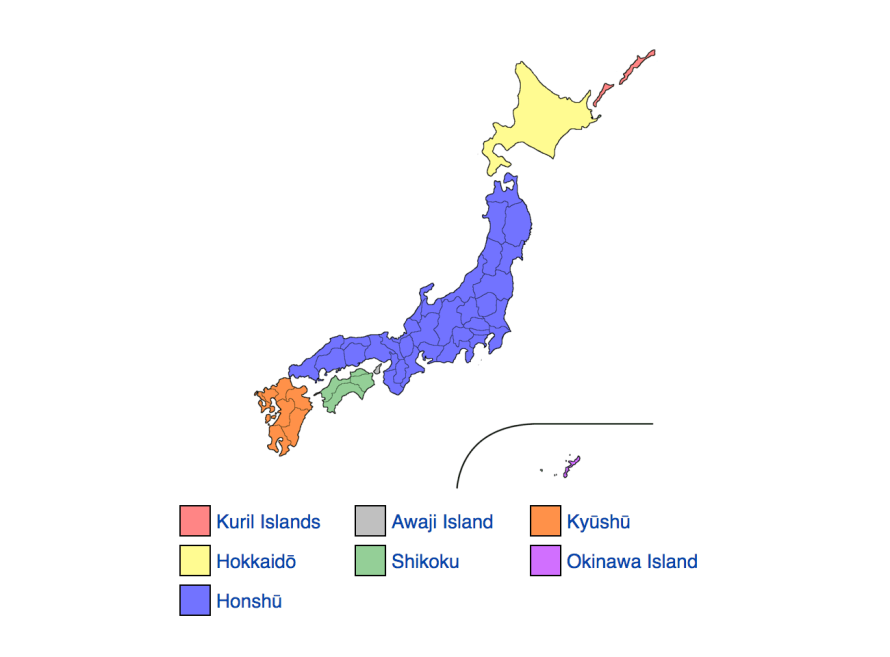 Kuril Islands
Awaji Island
Kyūshū
Hokkaidō
Shikoku
Okinawa Island
Honshū